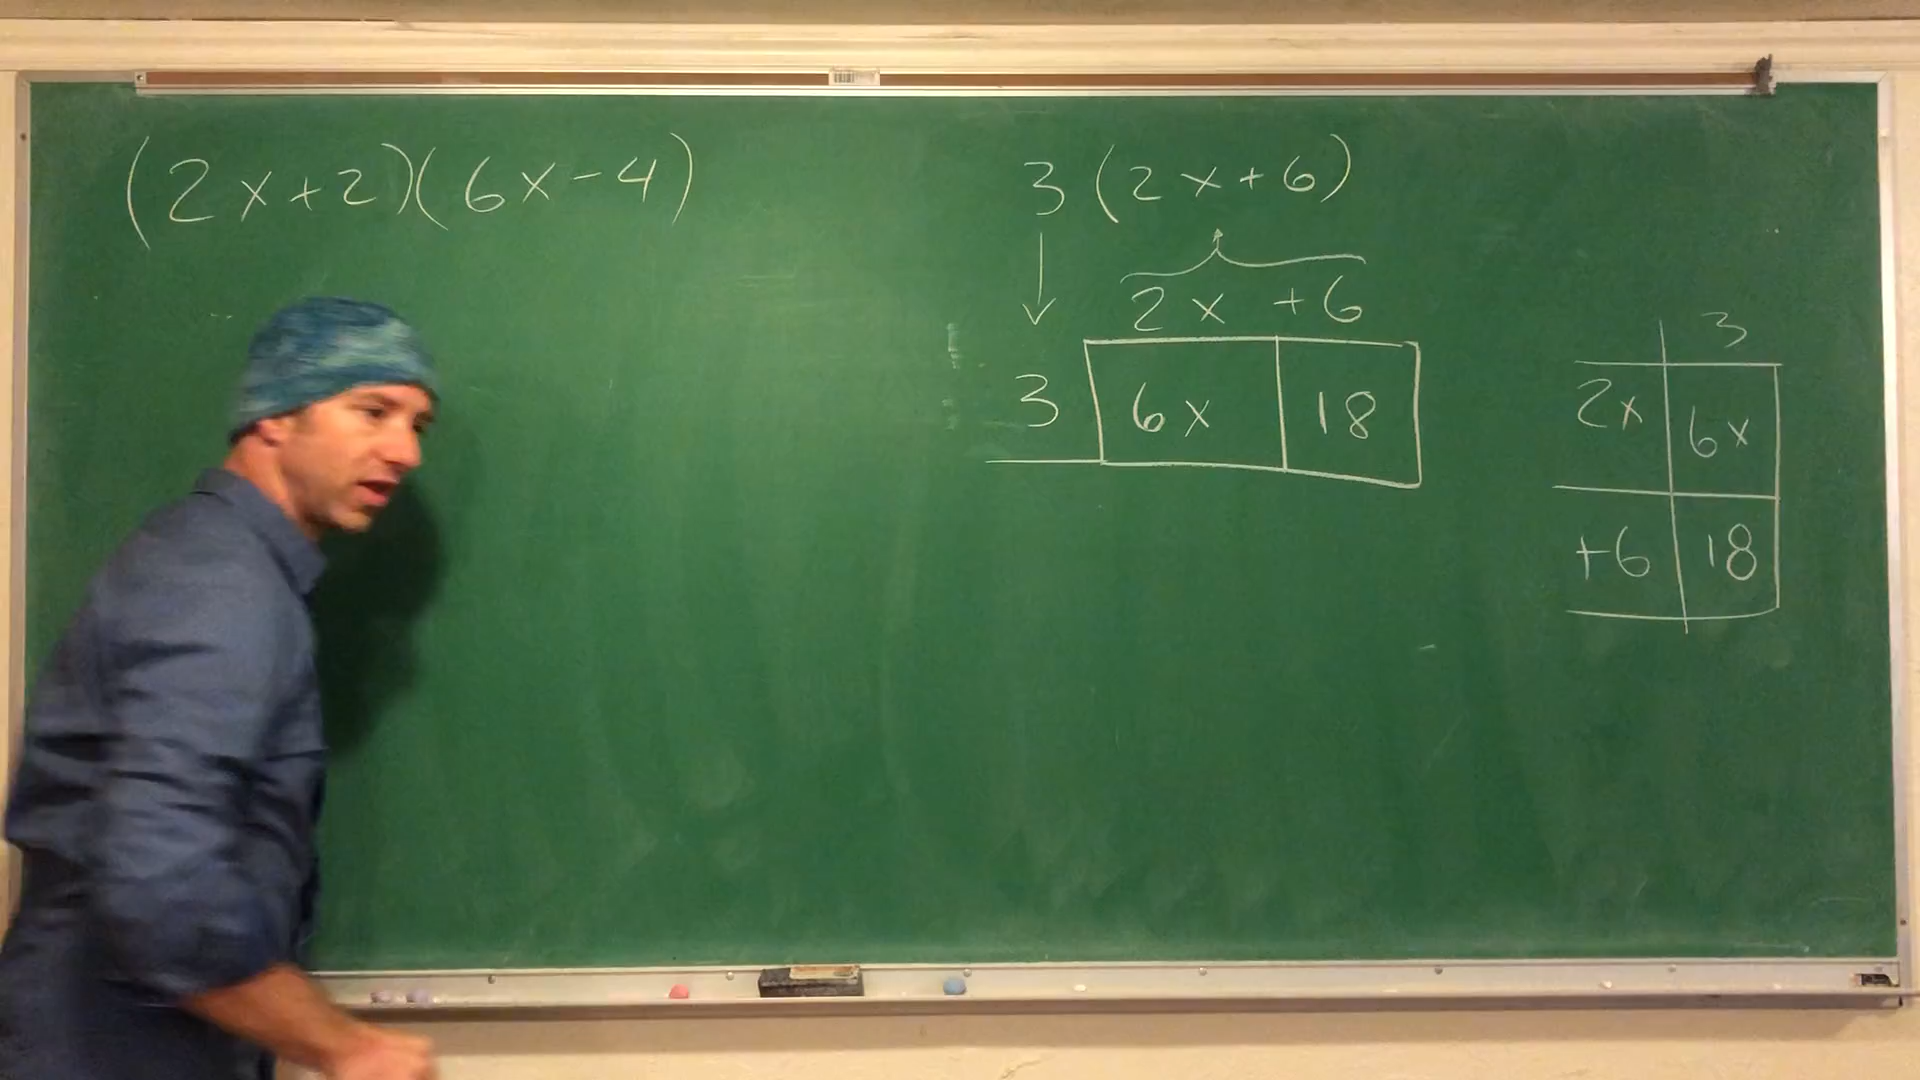 (2x+2)(6x-4)
3(2x+6)
2x +6
3 6x 18
3
2x 6x
+6 18